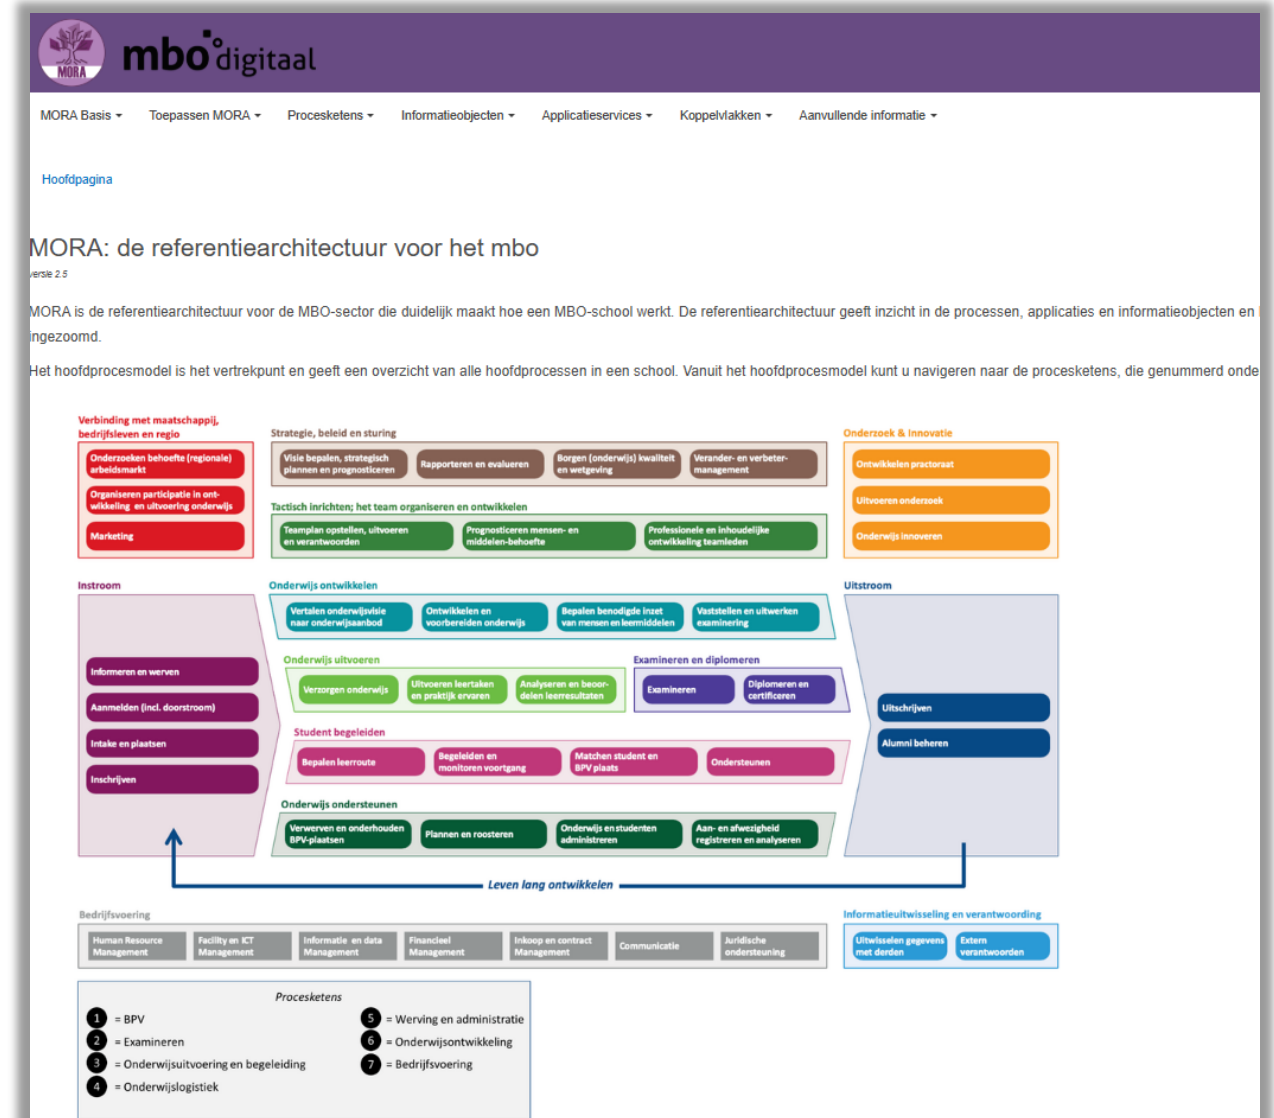 MORA
mbo digitaal
MORA Basis
Toepassen MORA
Procesketens
Informatieobjecten
Applicatieservices
Koppelvlakken
Aanvullende informatie
Hoofdpagina
MORA: de referentiearchitectuur voor het mbo
versie 2.5
MORA is de referentiearchitectuur voor de MBO-sector die duidelijk maakt hoe een MBO-school werkt. De referentiearchitectuur geeft inzicht in de processen, applicaties en informatieobjecten en
ingezoomd.
Het hoofdprocesmodel is het vertrekpunt en geeft een overzicht van alle hoofdprocessen in een school. Vanuit het hoofdprocesmodel kunt u navigeren naar de procesketens, die genummerd onde
Verbinding met maatschappij,
bedrijfsleven en regio
Onderzoeken behoefte (regionale)
arbeidsmarkt
Organiseren participatie in ont-
wikkeling en uitvoering onderwijs
Marketing
Strategie, beleid en sturing
Visie bepalen, strategisch
plannen en prognosticeren
Rapporteren en evalueren
Borgen (onderwijs) kwaliteit
en wetgeving
Verander- en verbeter-
management
Tactisch inrichten; het team organiseren en ontwikkelen
Teamplan opstellen, uitvoeren
en verantwoorden
Prognosticeren mensen- en
middelen-behoefte
Professionele en inhoudelijke
ontwikkeling teamleden
Onderzoek & Innovatie
Ontwikkelen practoraat
Uitvoeren onderzoek
Onderwijs innoveren
Instroom
Informeren en werven
Aanmelden (incl. doorstroom)
Intake en plaatsen
Inschrijven
Onderwijs ontwikkelen
Vertalen onderwijsvisie
naar onderwijsaanbod
Ontwikkelen en
voorbereiden onderwijs
Bepalen benodigde inzet
van mensen en leermiddelen
Vaststellen en uitwerken
examinering
Onderwijs uitvoeren
Verzorgen onderwijs
Uitvoeren leertaken
en praktijk ervaren
Analyseren en beoor-
delen leerresultaten
Examineren en diplomeren
Examineren
Diplomeren en
certificeren
Student begeleiden
Bepalen leerroute
Begeleiden en
monitoren voortgang
Matchen student en
BPV plaats
Ondersteunen
Onderwijs ondersteunen
Verwerven en onderhouden
BPV-plaatsen
Plannen en roosteren
Onderwijs en studenten
administreren
Aan- en afwezigheid
registreren en analyseren
Uitstroom
Uitschrijven
Alumni beheren
Leven lang ontwikkelen
Bedrijfsvoering
Human Resource
Management
Facility en ICT
Management
Informatie en data
Management
Financieel
Management
Inkoop en contract
Management
Communicatie
Juridische
ondersteuning
Informatieuitwisseling en verantwoording
Uitwisselen gegevens
met derden
Extern
verantwoorden
Procesketens
1 = BPV
2 = Examineren
3 = Onderwijsuitvoering en begeleiding
4 = Onderwijslogistiek
5 = Werving en administratie
6 = Onderwijsontwikkeling
7 = Bedrijfsvoering